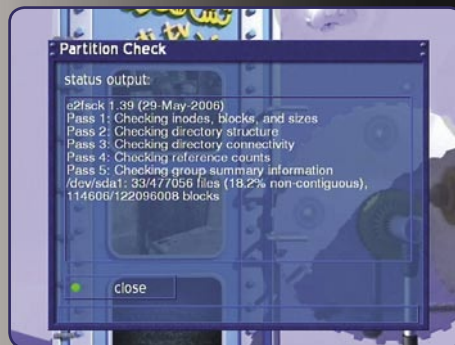 Partition Check
status output:
e2fsck 1.39 (29-May-2006)
Pass 1: Checking inodes, blocks, and sizes
Pass 2: Checking directory structure
Pass 3: Checking directory connectivity
Pass 4: Checking reference counts
Pass 5: Checking group summary information
/dev/sda1: 33/477056 files (18.2% non-contiguous),
114606/122096008 blocks
close